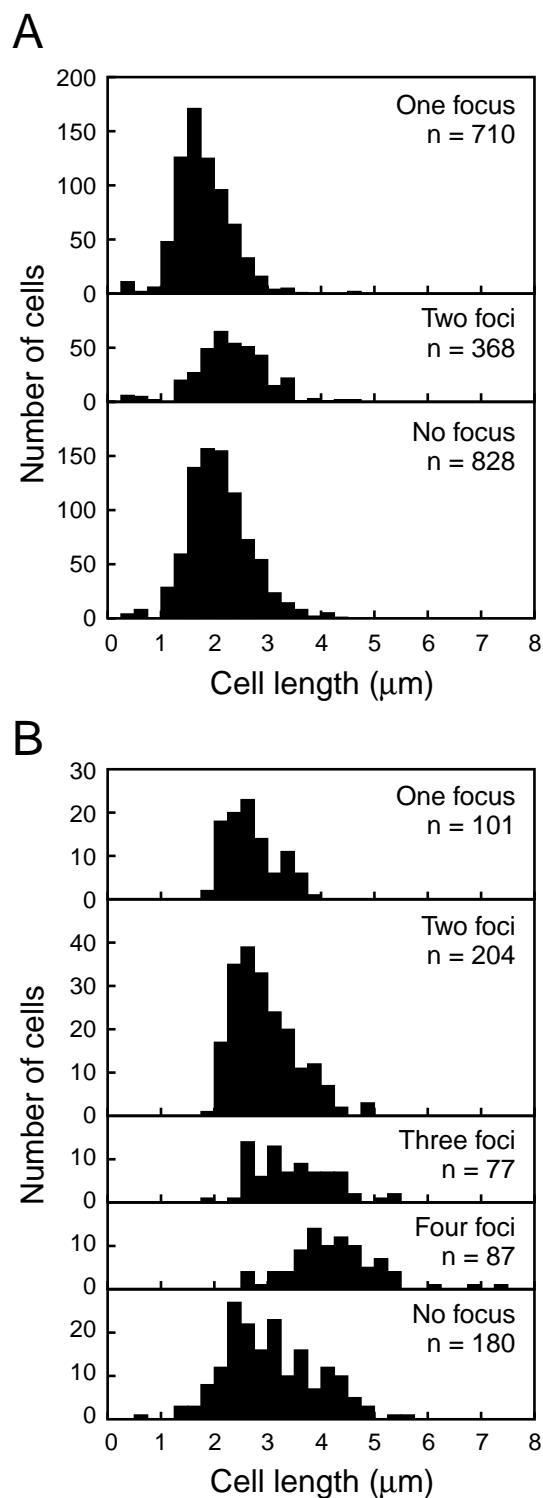 A
200
150
100
50
0
One focus
n = 710
50
0
Two foci
n = 368
150
100
50
0
No focus
n = 828
Number of cells
0 1 2 3 4 5 6 7 8
Cell length (μm)
B
30
20
10
0
One focus
n = 101
40
30
20
10
0
Two foci
n = 204
10
0
Three foci
n = 77
10
0
Four foci
n = 87
20
10
0
No focus
n = 180
Number of cells
0 1 2 3 4 5 6 7 8
Cell length (μm)